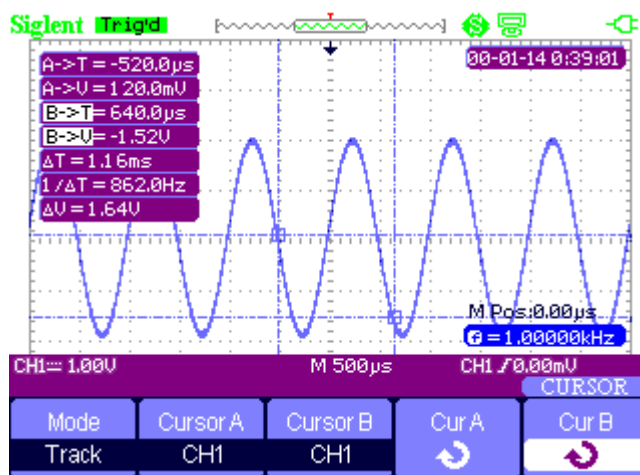 Siglent Trig'd
00-01-14 0:39:01
A->T=-520.0µs
A->V=120.0mV
B->T=640.0µs
B->V=-1.52V
ΔT=1.16ms
1/ΔT=862.0Hz
ΔV=1.64V
M Pos:0.00µs
f=1.00000kHz
CH1 1.00V M 500µs CH1 0.00mV
CURSOR
Mode Cursor A Cursor B Cur A Cur B
Track CH1 CH1